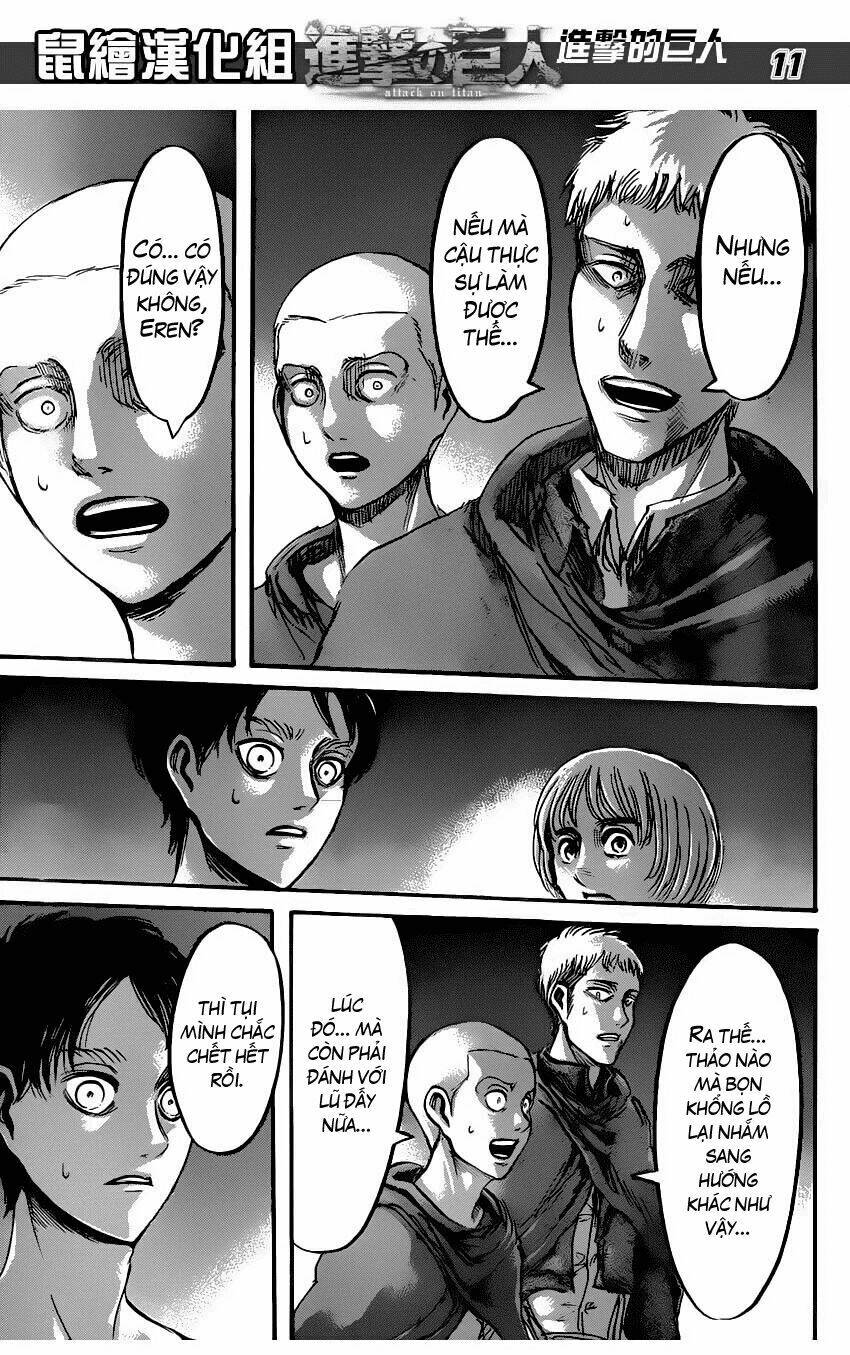 鼠繪漢化組 進撃の巨人 進擊的巨人 11
attack on titan
NHƯNG
NẾU...
NẾU MÀ
CẬU THỰC
SỰ LÀM
ĐƯỢC
THẾ...
CÓ... CÓ
ĐÚNG VẬY
KHÔNG,
EREN?
RA THẾ...
THẢO NÀO
MÀ BỌN
KHỔNG LỒ
LẠI NHẮM
SANG
HƯỚNG
KHÁC NHƯ
VẬY...
LÚC
ĐÓ... MÀ
CÒN PHẢI
ĐÁNH VỚI
LŨ ĐẤY
NỮA...
THÌ TỤI
MÌNH CHẮC
CHẾT HẾT
RỒI.